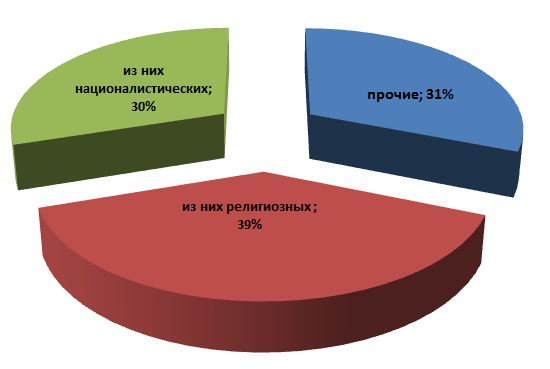 из них
националистических;
30%
прочие; 31%
из них религиозных ;
39%